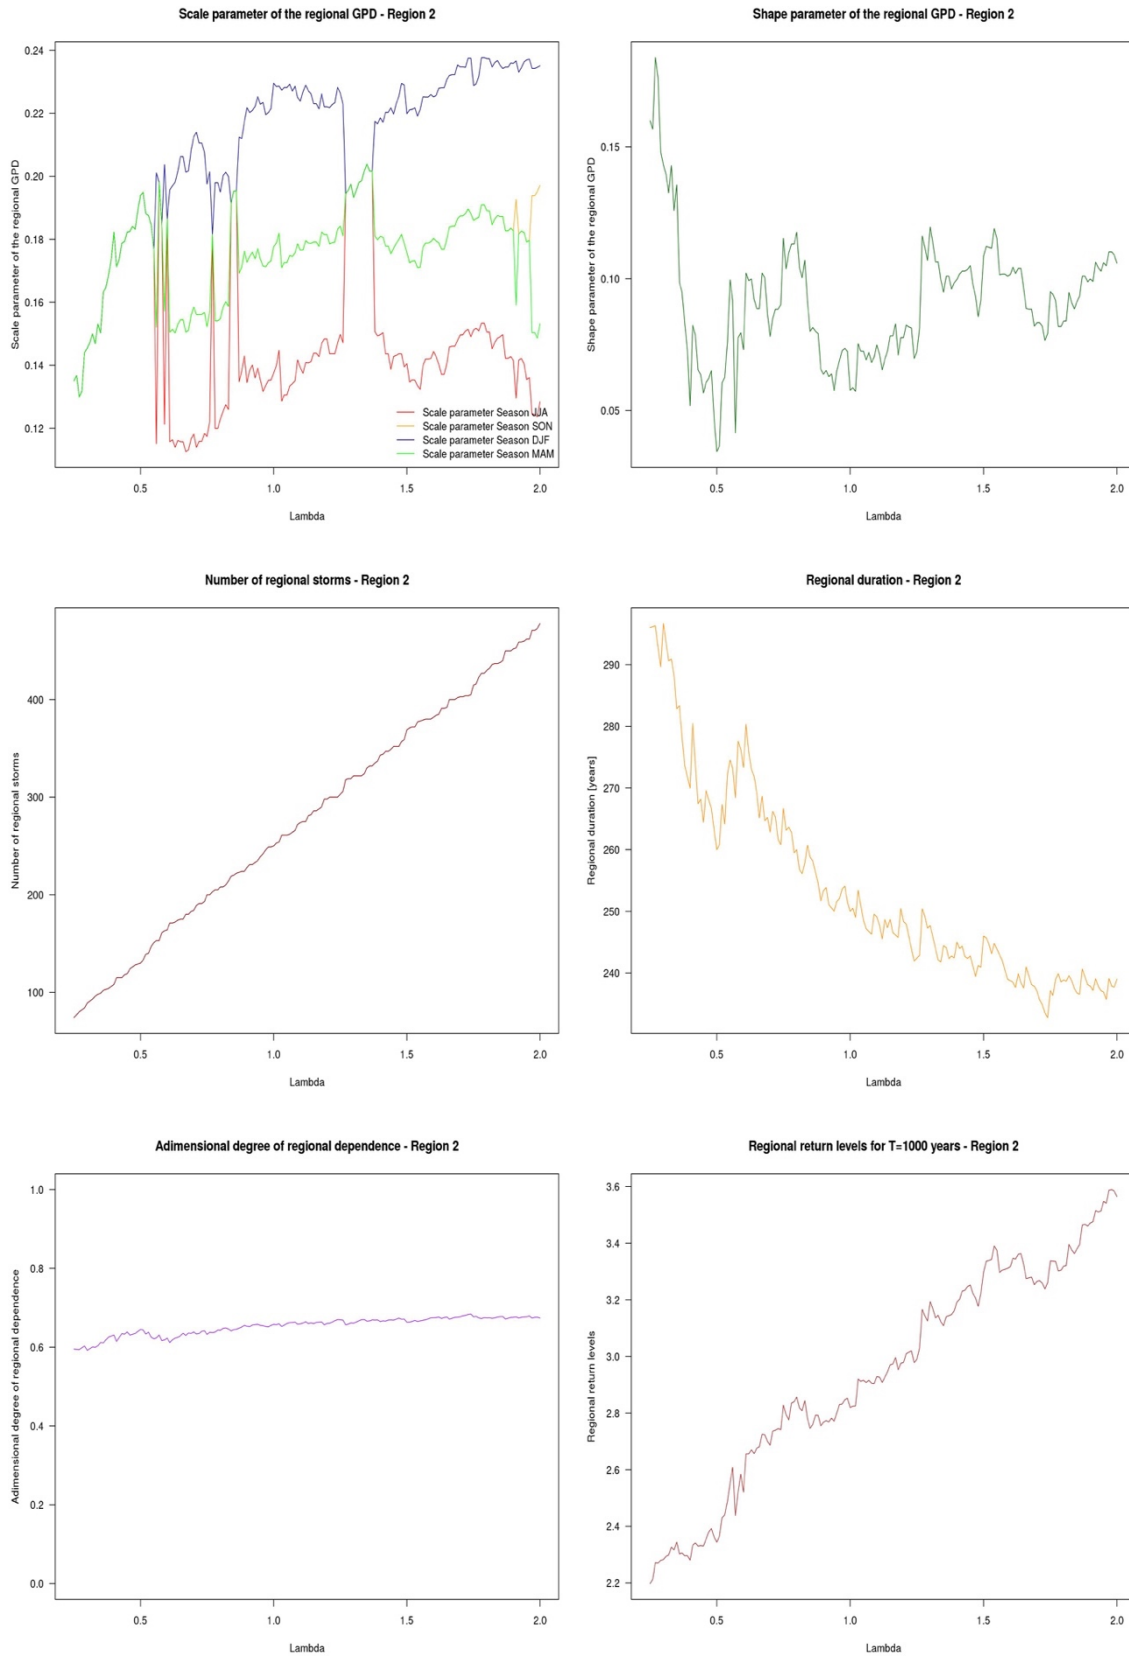 Scale parameter of the regional GPD - Region 2
Scale parameter of the regional GPD
0.24
0.22
0.20
0.18
0.16
0.14
0.12
Scale parameter Season JJA
Scale parameter Season SON
Scale parameter Season DJF
Scale parameter Season MAM
0.5 1.0 1.5 2.0
Lambda
Shape parameter of the regional GPD - Region 2
Shape parameter of the regional GPD
0.15
0.10
0.05
0.5 1.0 1.5 2.0
Lambda
Number of regional storms - Region 2
Number of regional storms
400
300
200
100
0.5 1.0 1.5 2.0
Lambda
Regional duration - Region 2
Regional duration [years]
290
280
270
260
250
240
0.5 1.0 1.5 2.0
Lambda
Adimensional degree of regional dependence - Region 2
Adimensional degree of regional dependence
1.0
0.8
0.6
0.4
0.2
0.0
0.5 1.0 1.5 2.0
Lambda
Regional return levels for T=1000 years - Region 2
Regional return levels
3.6
3.4
3.2
3.0
2.8
2.6
2.4
2.2
0.5 1.0 1.5 2.0
Lambda